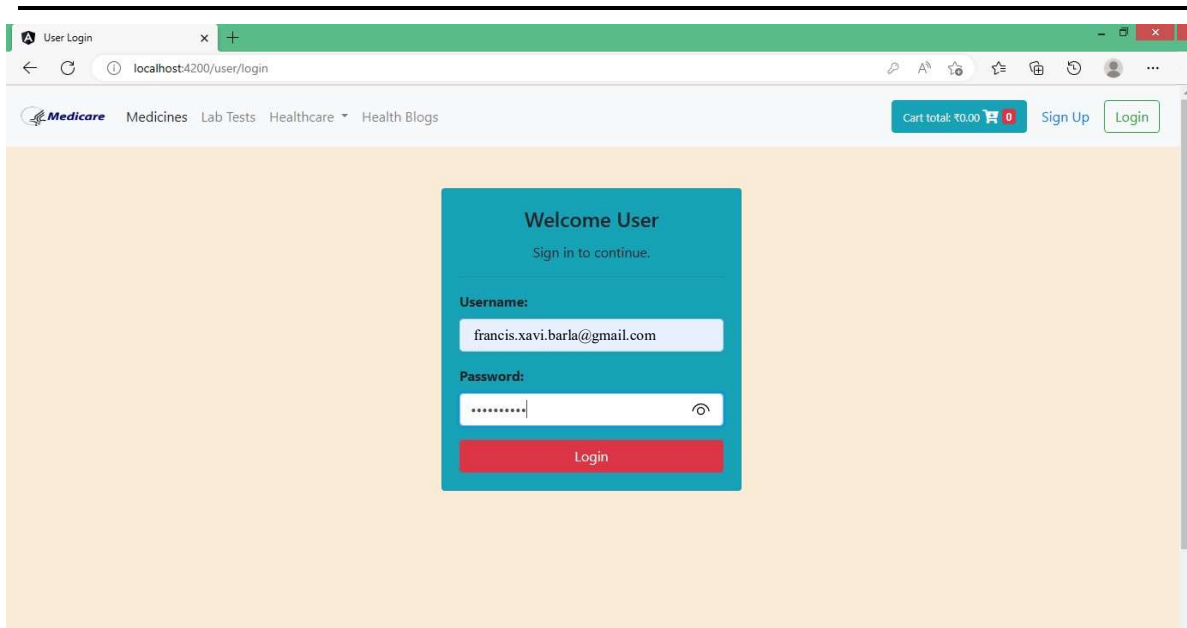 User Login
localhost:4200/user/login
Medicare Medicines Lab Tests Healthcare Health Blogs Cart total: ₹0.00 0 Sign Up Login
Welcome User
Sign in to continue.
Username:
francis.xavi.barla@gmail.com
Password:
••••••••••
Login